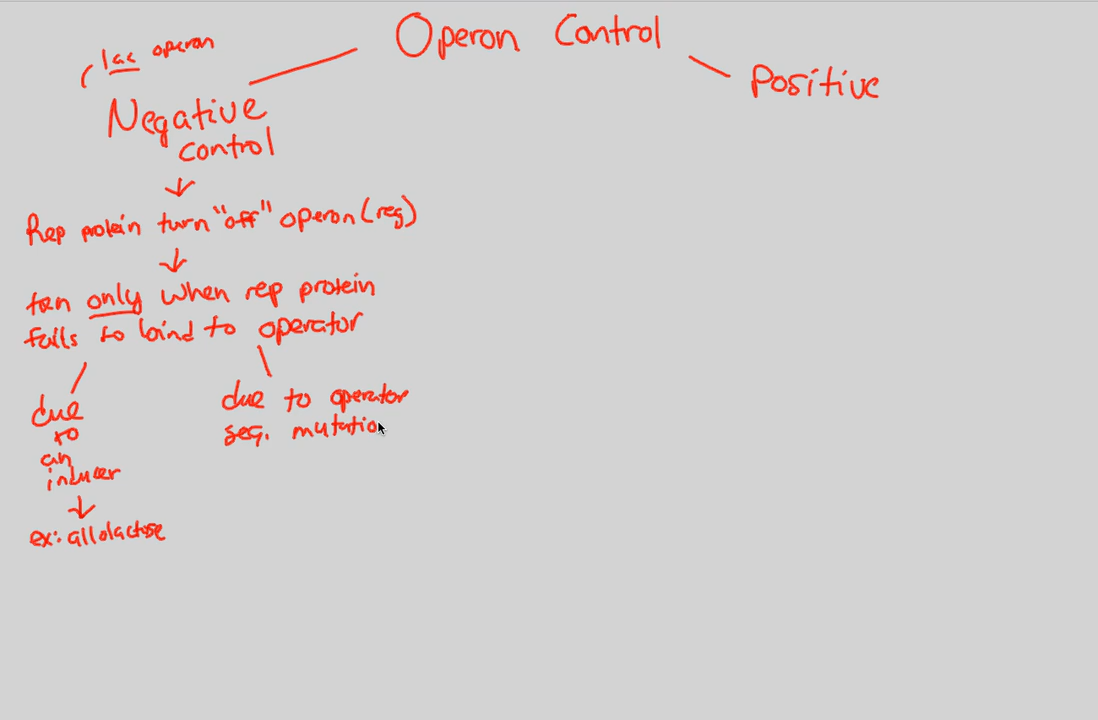 Operon Control
lac operon
Positive
Negative
control
Rep protein turn "off" operon (reg)
txn only when rep protein
fails to bind to operator
due
to
an
inducer
ex: allolactose
due to operator
seq. mutation